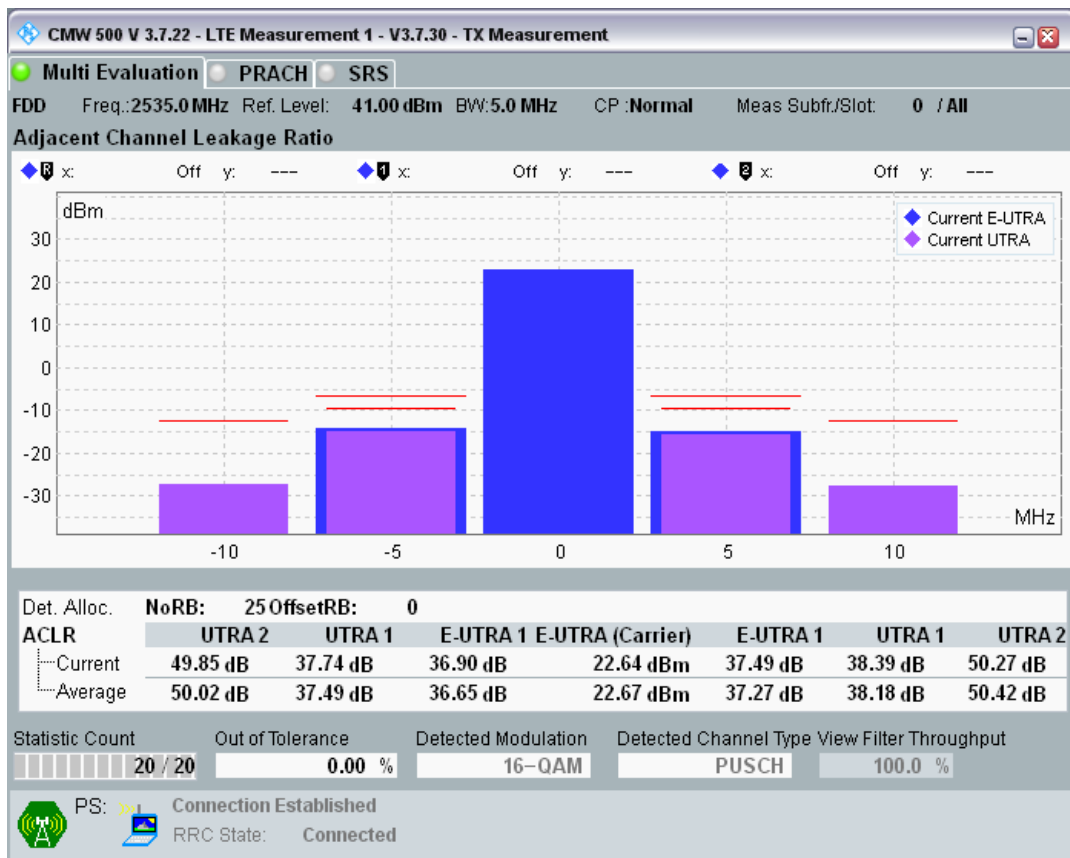 CMW 500 V 3.7.22 - LTE Measurement 1 - V3.7.30 - TX Measurement
Multi Evaluation PRACH SRS
FDD Freq.:2535.0 MHz Ref. Level: 41.00 dBm BW:5.0 MHz CP :Normal Meas Subfr./Slot: 0 / All
Adjacent Channel Leakage Ratio
R x: Off y: --- 1 x: Off y: --- 2 x: Off y: ---
dBm
Current E-UTRA
Current UTRA
30
20
10
0
-10
-20
-30
MHz
-10 -5 0 5 10
Det. Alloc. NoRB: 25 OffsetRB: 0
ACLR UTRA 2 UTRA 1 E-UTRA 1 E-UTRA (Carrier) E-UTRA 1 UTRA 1 UTRA 2
Current 49.85 dB 37.74 dB 36.90 dB 22.64 dBm 37.49 dB 38.39 dB 50.27 dB
Average 50.02 dB 37.49 dB 36.65 dB 22.67 dBm 37.27 dB 38.18 dB 50.42 dB
Statistic Count Out of Tolerance Detected Modulation Detected Channel Type View Filter Throughput
20 / 20 0.00 % 16-QAM PUSCH 100.0 %
PS: Connection Established
RRC State: Connected